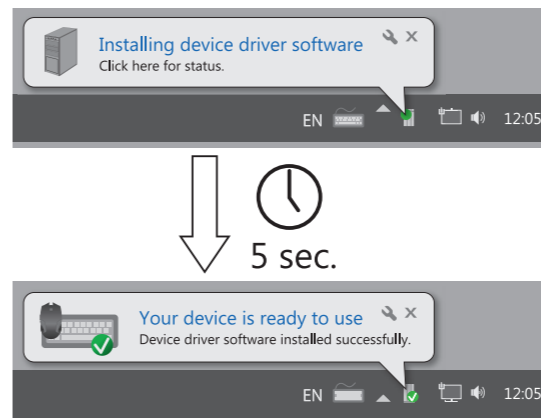 Installing device driver software
Click here for status.
EN 12:05
5 sec.
Your device is ready to use
Device driver software installed successfully.
EN 12:05